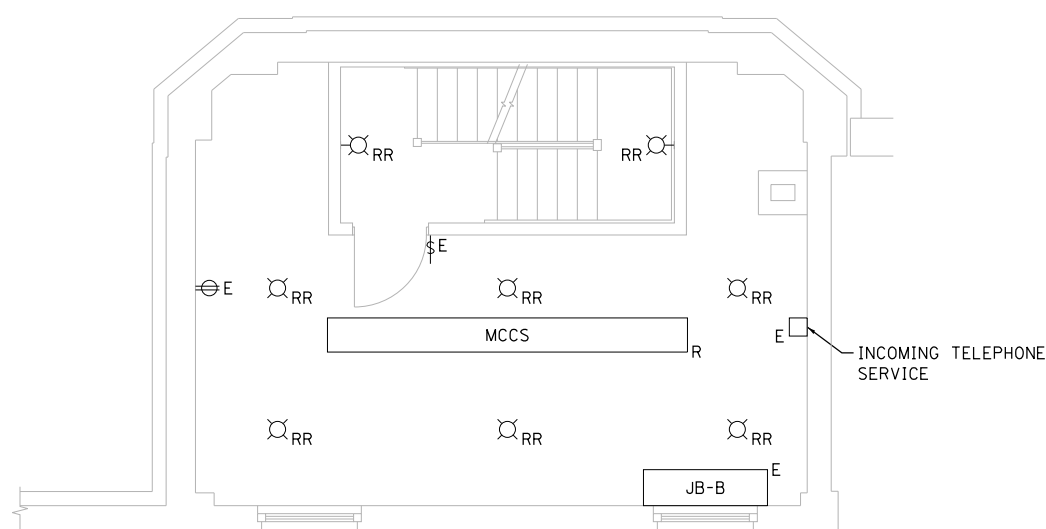 RR
RR
$ E
E
RR
RR
RR
MCCS
R
E
INCOMING TELEPHONE
SERVICE
RR
RR
RR
E
JB-B